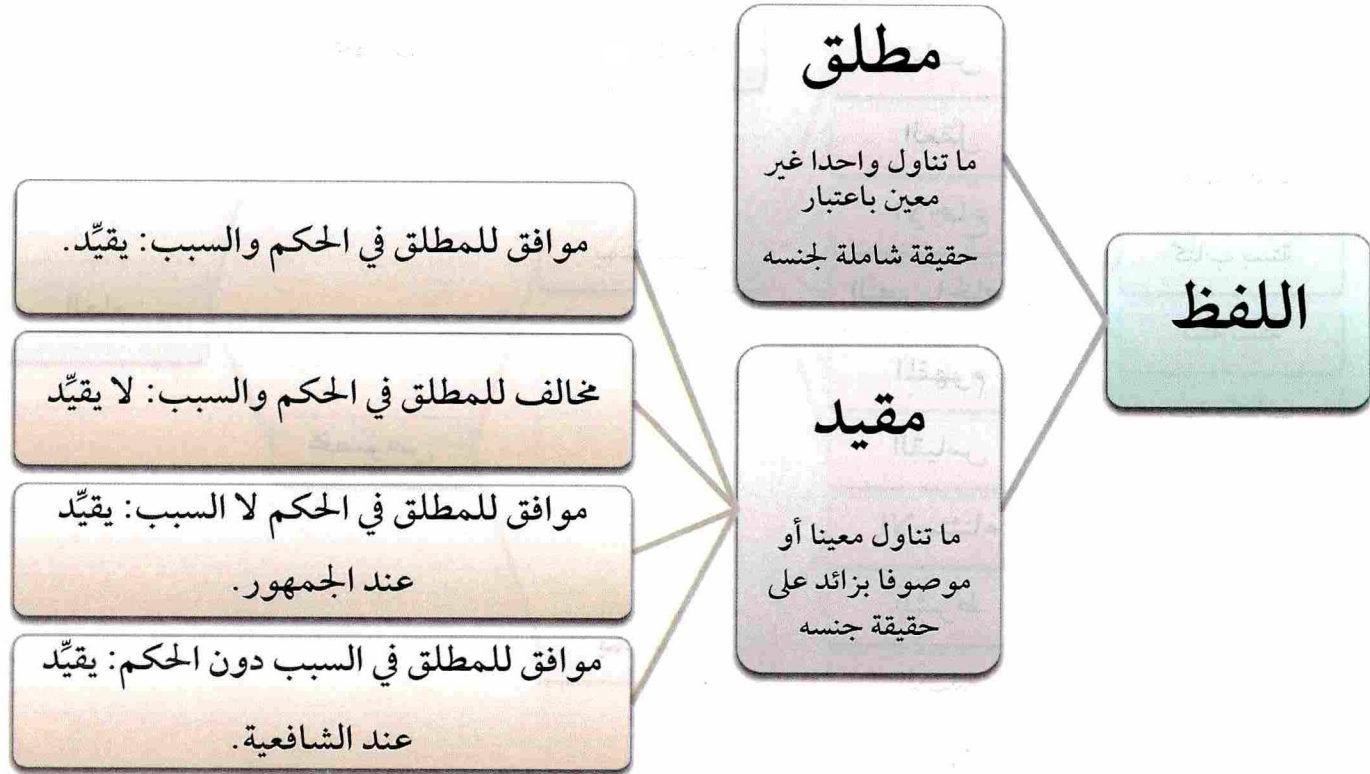 اللفظ
مطلق
ما تناول واحدا غير
معين باعتبار
حقيقة شاملة لجنسه
مقيد
ما تناول معينا أو
موصوفا بزائد على
حقيقة جنسه
موافق للمطلق في الحكم والسبب: يقيِّد.
مخالف للمطلق في الحكم والسبب: لا يقيِّد
موافق للمطلق في الحكم لا السبب: يقيِّد
عند الجمهور.
موافق للمطلق في السبب دون الحكم: يقيِّد
عند الشافعية.